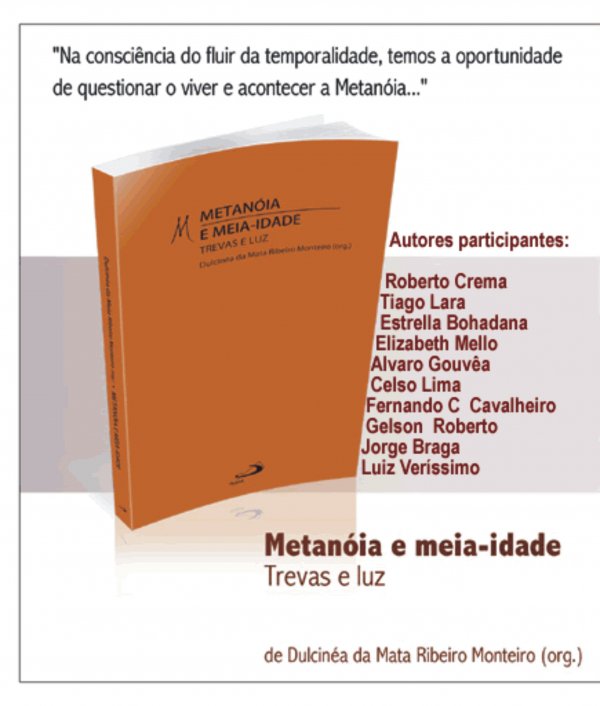 "Na consciência do fluir da temporalidade, temos a oportunidade
de questionar o viver e acontecer a Metanóia..."
METANÓIA
E MEIA-IDADE
TREVAS E LUZ
Dulcinéa da Mata Ribeiro Monteiro (org.)
Autores participantes:
Roberto Crema
Tiago Lara
Estrella Bohadana
Elizabeth Mello
Alvaro Gouvêa
Celso Lima
Fernando C Cavalheiro
Gelson Roberto
Jorge Braga
Luiz Veríssimo
Metanóia e meia-idade
Trevas e luz
de Dulcinéa da Mata Ribeiro Monteiro (org.)